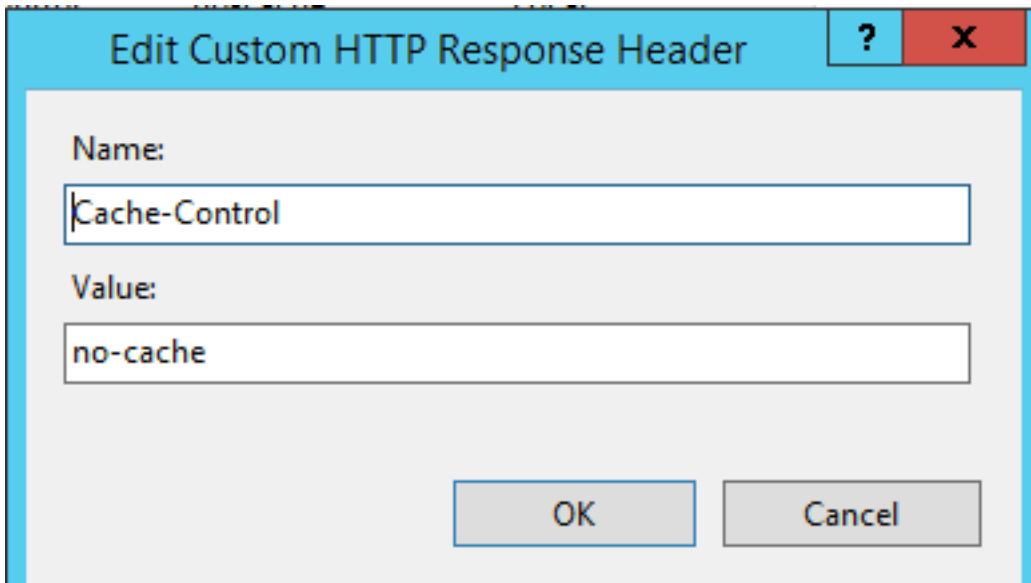 Edit Custom HTTP Response Header
?
x
Name:
Cache-Control
Value:
no-cache
OK
Cancel